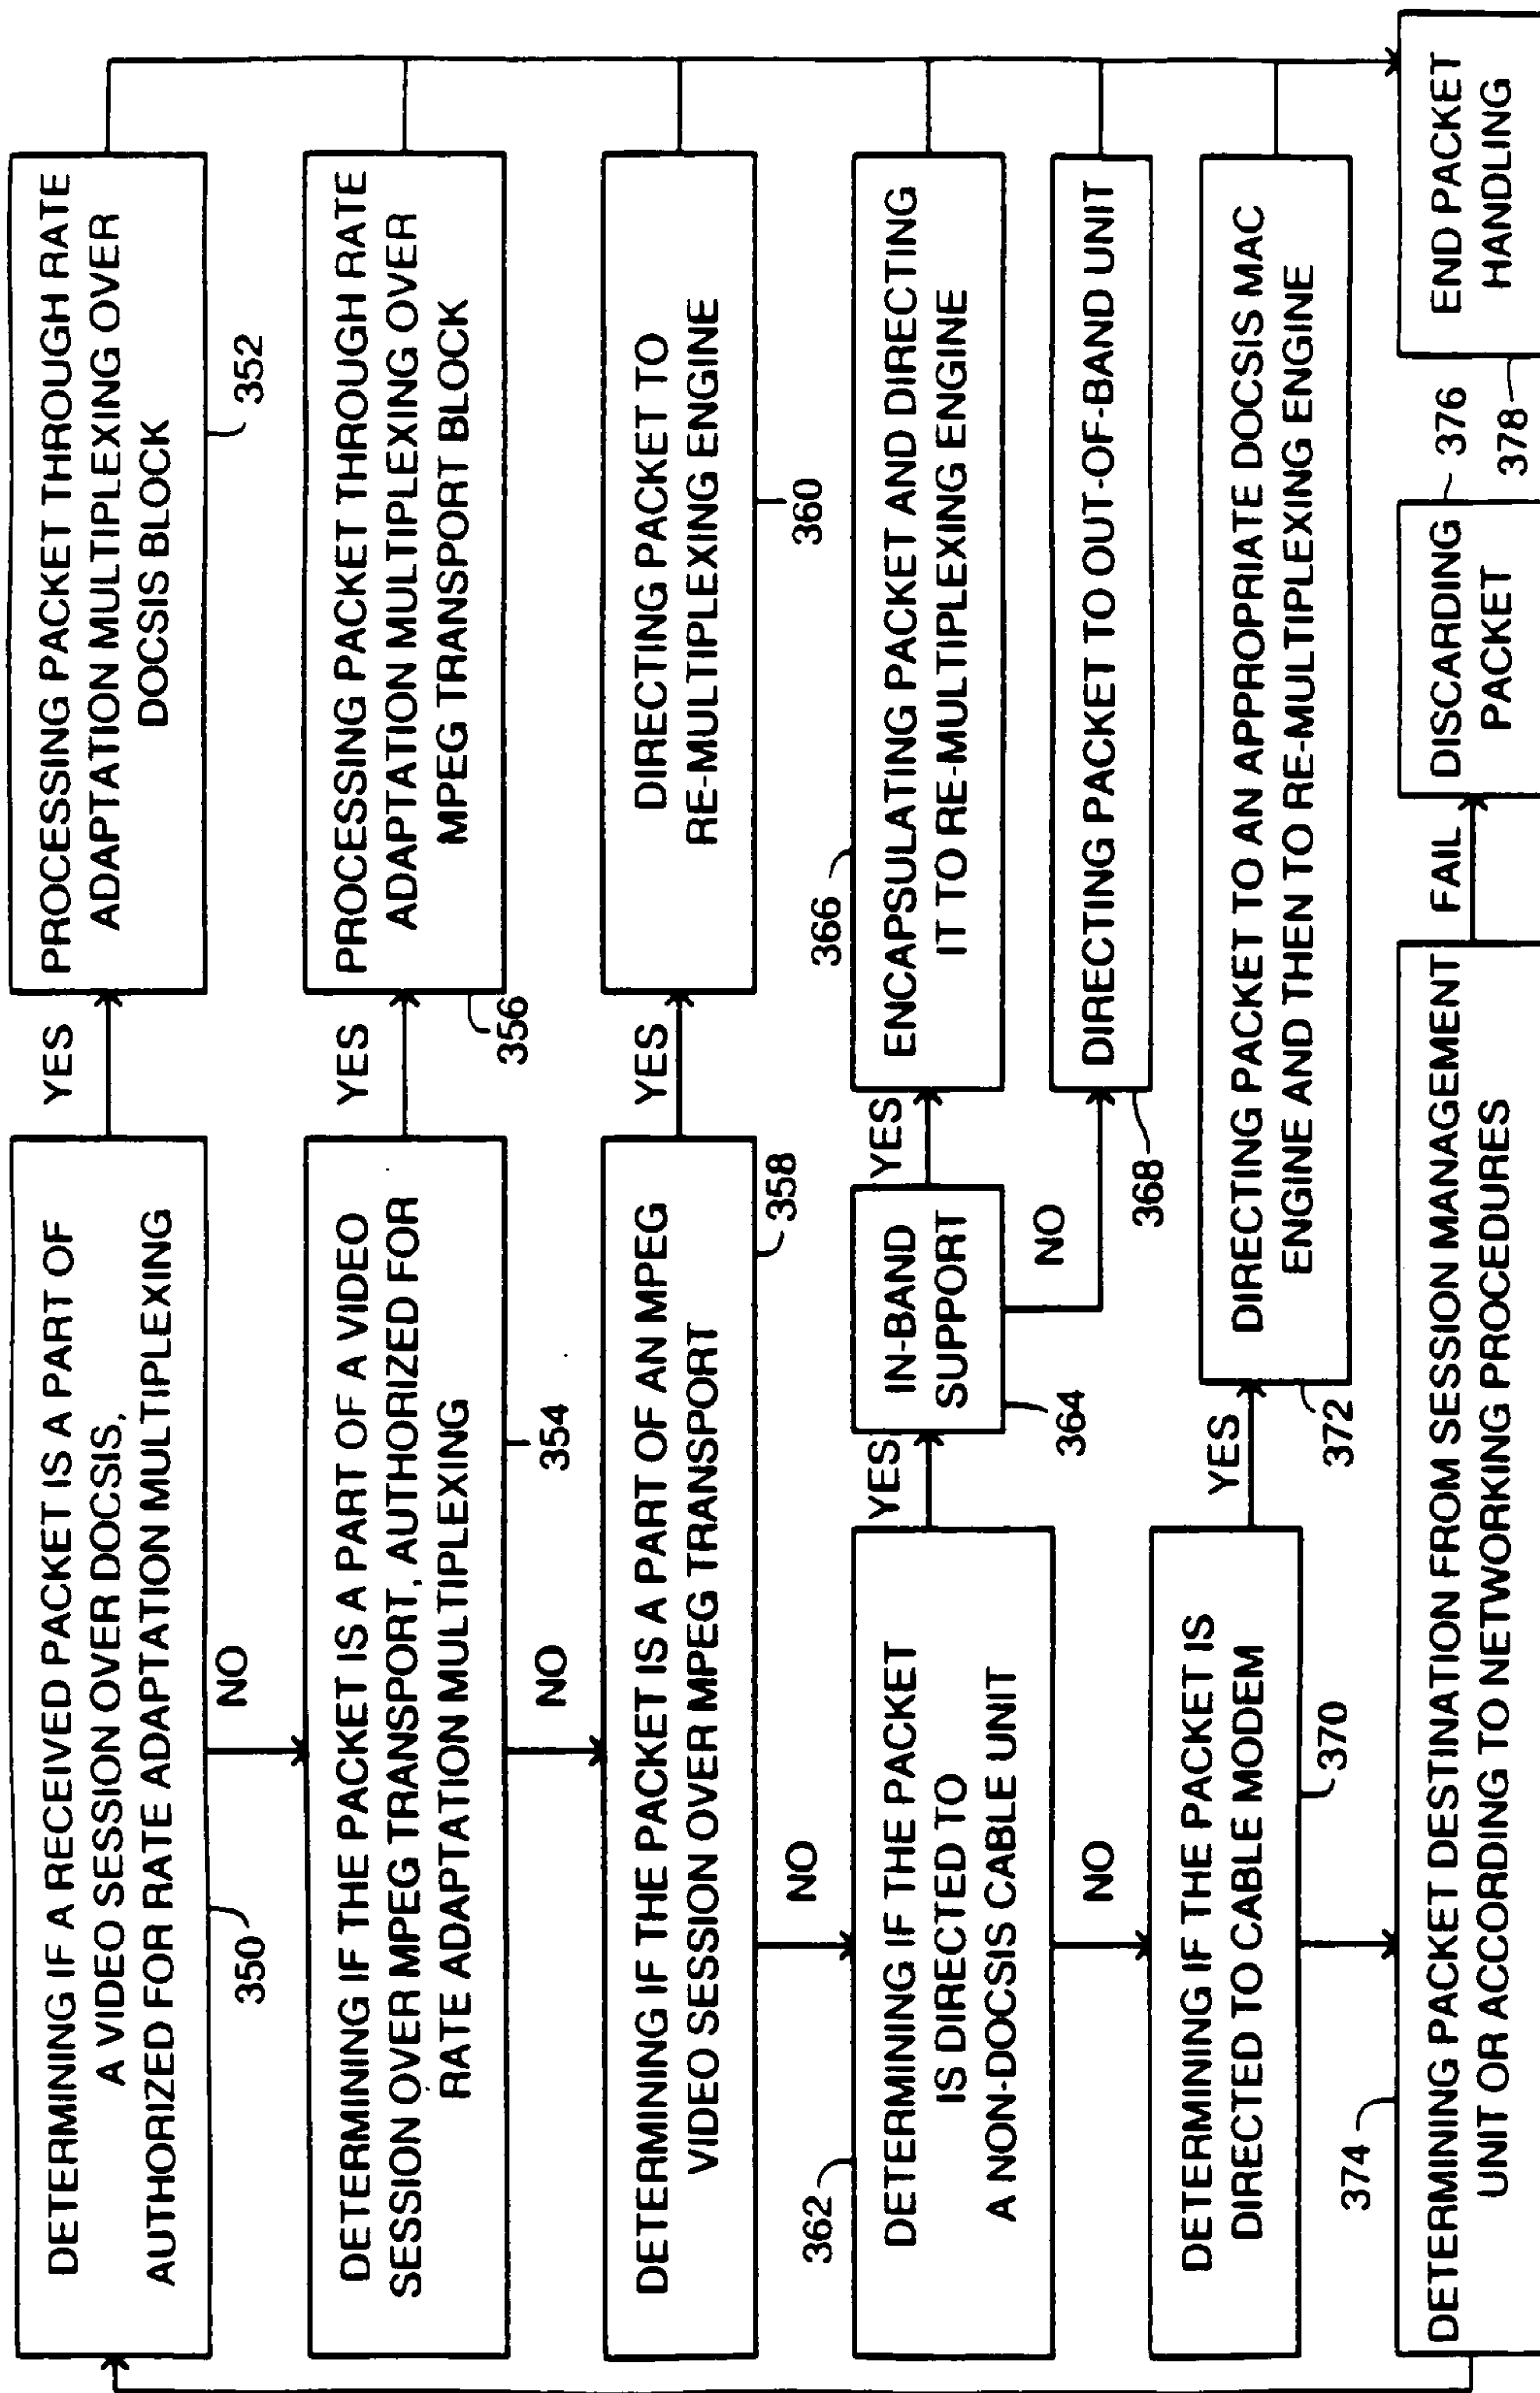 DETERMINING IF A RECEIVED PACKET IS A PART OF
A VIDEO SESSION OVER DOCSIS,
AUTHORIZED FOR RATE ADAPTATION MULTIPLEXING
350
YES
PROCESSING PACKET THROUGH RATE
ADAPTATION MULTIPLEXING OVER
DOCSIS BLOCK
352
NO
DETERMINING IF THE PACKET IS A PART OF A VIDEO
SESSION OVER MPEG TRANSPORT, AUTHORIZED FOR
RATE ADAPTATION MULTIPLEXING
354
YES
PROCESSING PACKET THROUGH RATE
ADAPTATION MULTIPLEXING OVER
MPEG TRANSPORT BLOCK
356
NO
DETERMINING IF THE PACKET IS A PART OF AN MPEG
VIDEO SESSION OVER MPEG TRANSPORT
358
YES
DIRECTING PACKET TO
RE-MULTIPLEXING ENGINE
360
NO
362
DETERMINING IF THE PACKET
IS DIRECTED TO
A NON-DOCSIS CABLE UNIT
YES
IN-BAND
SUPPORT
364
YES
366
ENCAPSULATING PACKET AND DIRECTING
IT TO RE-MULTIPLEXING ENGINE
NO
DIRECTING PACKET TO OUT-OF-BAND UNIT
368
NO
DETERMINING IF THE PACKET IS
DIRECTED TO CABLE MODEM
370
YES
DIRECTING PACKET TO AN APPROPRIATE DOCSIS MAC
ENGINE AND THEN TO RE-MULTIPLEXING ENGINE
372
374
DETERMINING PACKET DESTINATION FROM SESSION MANAGEMENT
UNIT OR ACCORDING TO NETWORKING PROCEDURES
FAIL
DISCARDING
PACKET
376
END PACKET
HANDLING
378